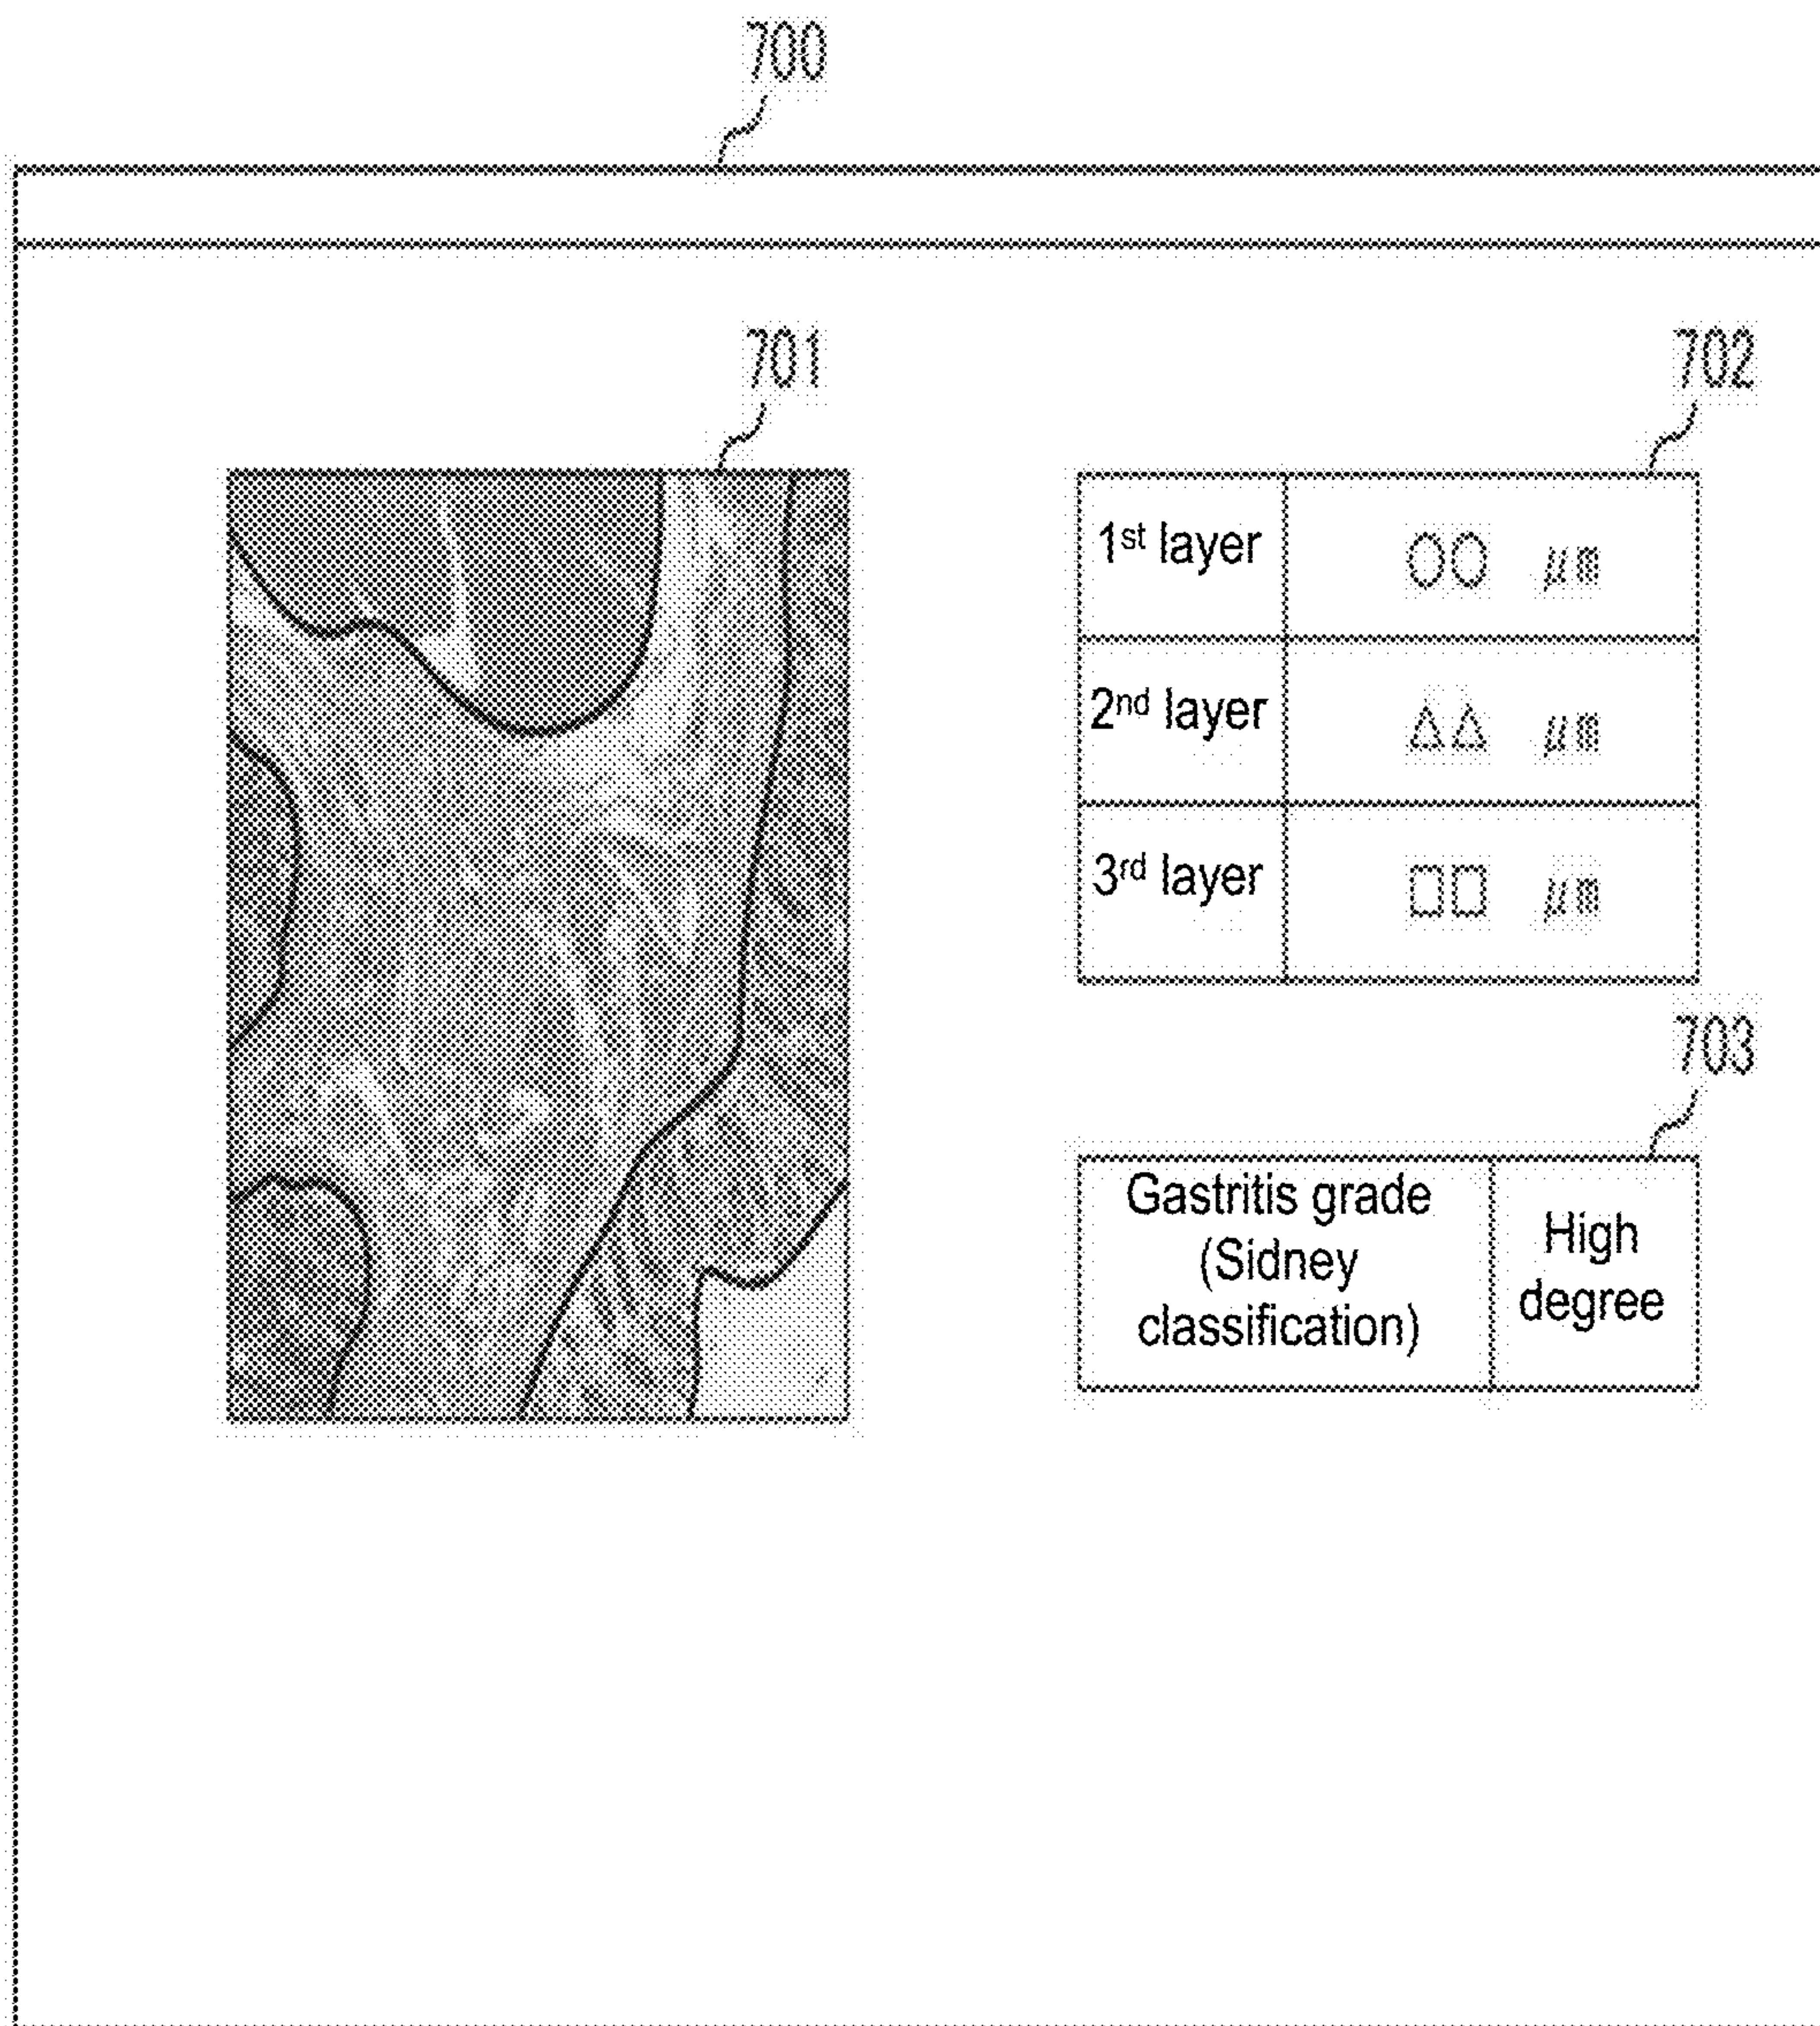 700
701
702
1st layer
○○ μm
2nd layer
△△ μm
3rd layer
□□ μm
703
Gastritis grade
(Sidney
classification)
High
degree